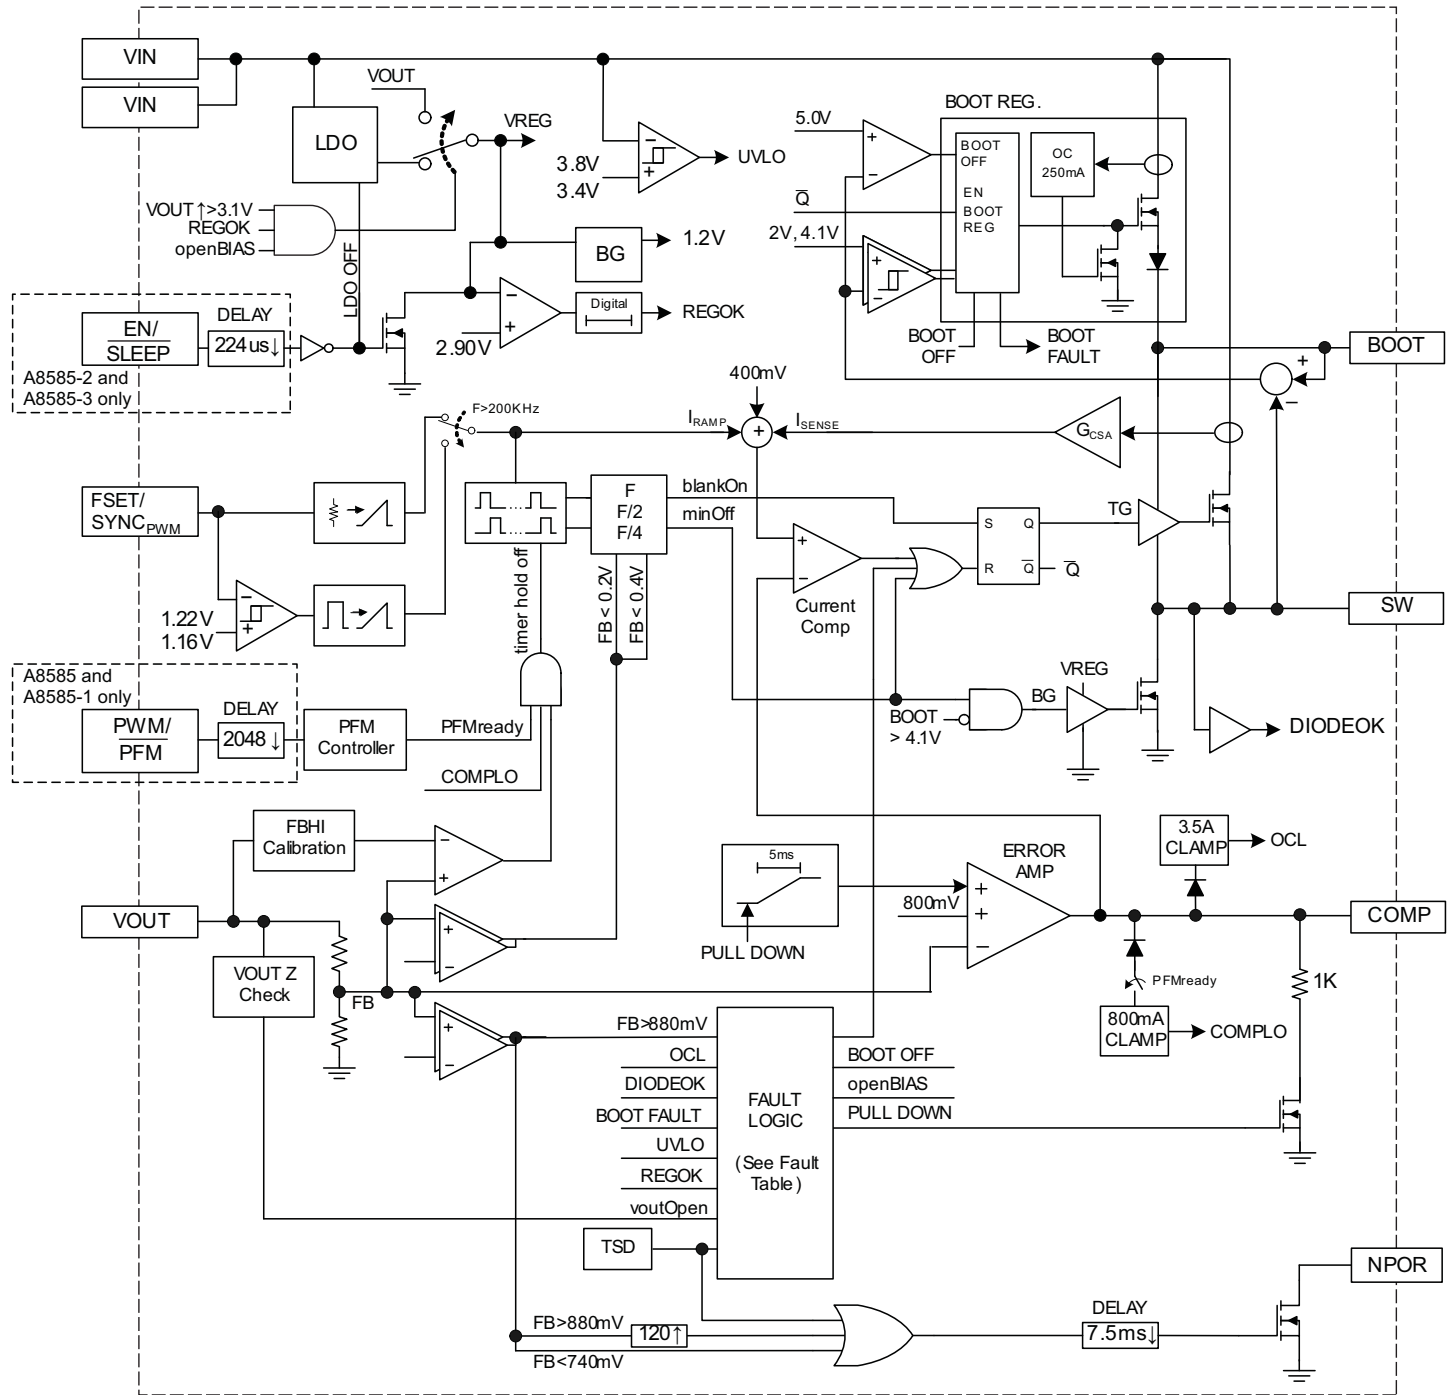 VIN
VIN
VOUT
LDO
VREG
VOUT ↑>3.1V
REGOK
openBIAS
LDO OFF
3.8V
3.4V
UVLO
BG
1.2V
2.90V
Digital
REGOK
BOOT REG.
5.0V
Q̅
2V, 4.1V
BOOT
OFF
EN
BOOT
REG
OC
250mA
BOOT
OFF
BOOT
FAULT
BOOT
+
−
EN/
SLEEP
DELAY
224us↓
A8585-2 and
A8585-3 only
F>200KHz
400mV
I RAMP
+
I SENSE
G CSA
FSET/
SYNC PWM
1.22V
1.16V
timer hold off
F
F/2
F/4
blankOn
minOff
FB < 0.2V
FB < 0.4V
Current
Comp
S
Q
R
Q̅
Q̅
TG
SW
A8585 and
A8585-1 only
PWM/
PFM
DELAY
2048 ↓
PFM
Controller
PFMready
COMPLO
BOOT
> 4.1V
BG
VREG
DIODEOK
FBHI
Calibration
VOUT
VOUT Z
Check
FB
5ms
PULL DOWN
800mV
ERROR
AMP
3.5A
CLAMP
OCL
COMP
PFMready
800mA
CLAMP
COMPLO
1K
FB>880mV
OCL
DIODEOK
BOOT FAULT
UVLO
REGOK
voutOpen
TSD
FAULT
LOGIC
(See Fault
Table)
BOOT OFF
openBIAS
PULL DOWN
FB>880mV
120↑
FB<740mV
DELAY
7.5ms↓
NPOR